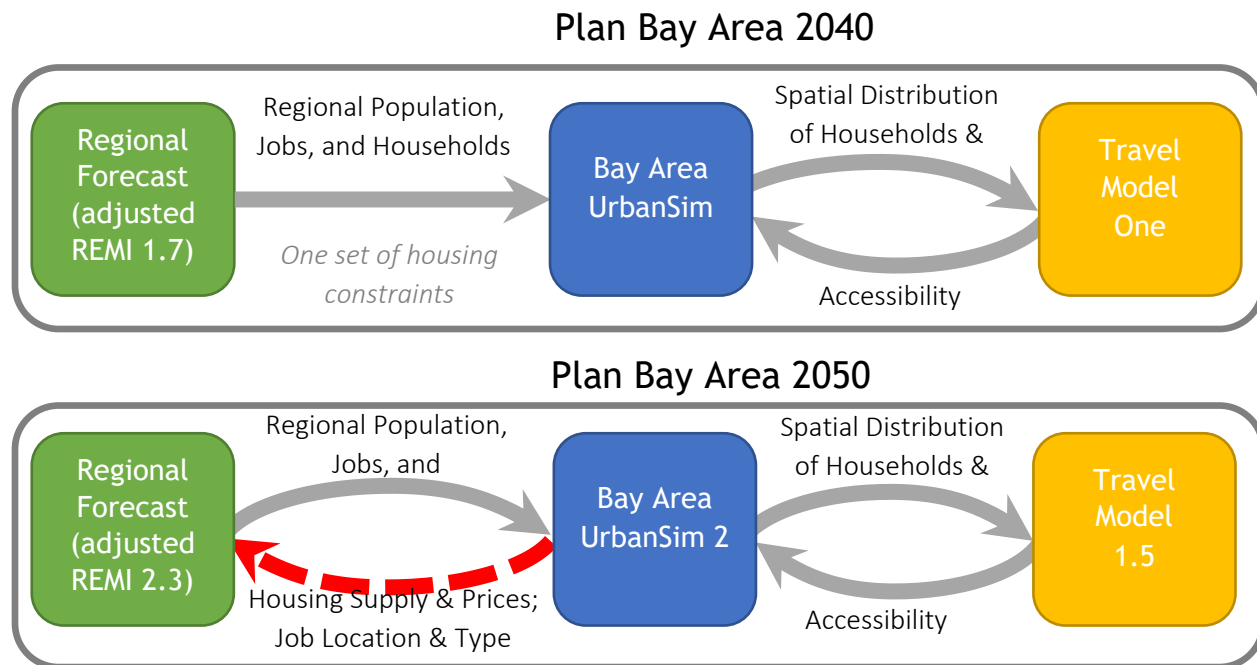 Plan Bay Area 2040
Regional
Forecast
(adjusted
REMI 1.7)
Regional Population,
Jobs, and Households
One set of housing
constraints
Bay Area
UrbanSim
Spatial Distribution
of Households &
Accessibility
Travel
Model
One
Plan Bay Area 2050
Regional
Forecast
(adjusted
REMI 2.3)
Regional Population,
Jobs, and
Housing Supply & Prices;
Job Location & Type
Bay Area
UrbanSim 2
Spatial Distribution
of Households &
Accessibility
Travel
Model
1.5